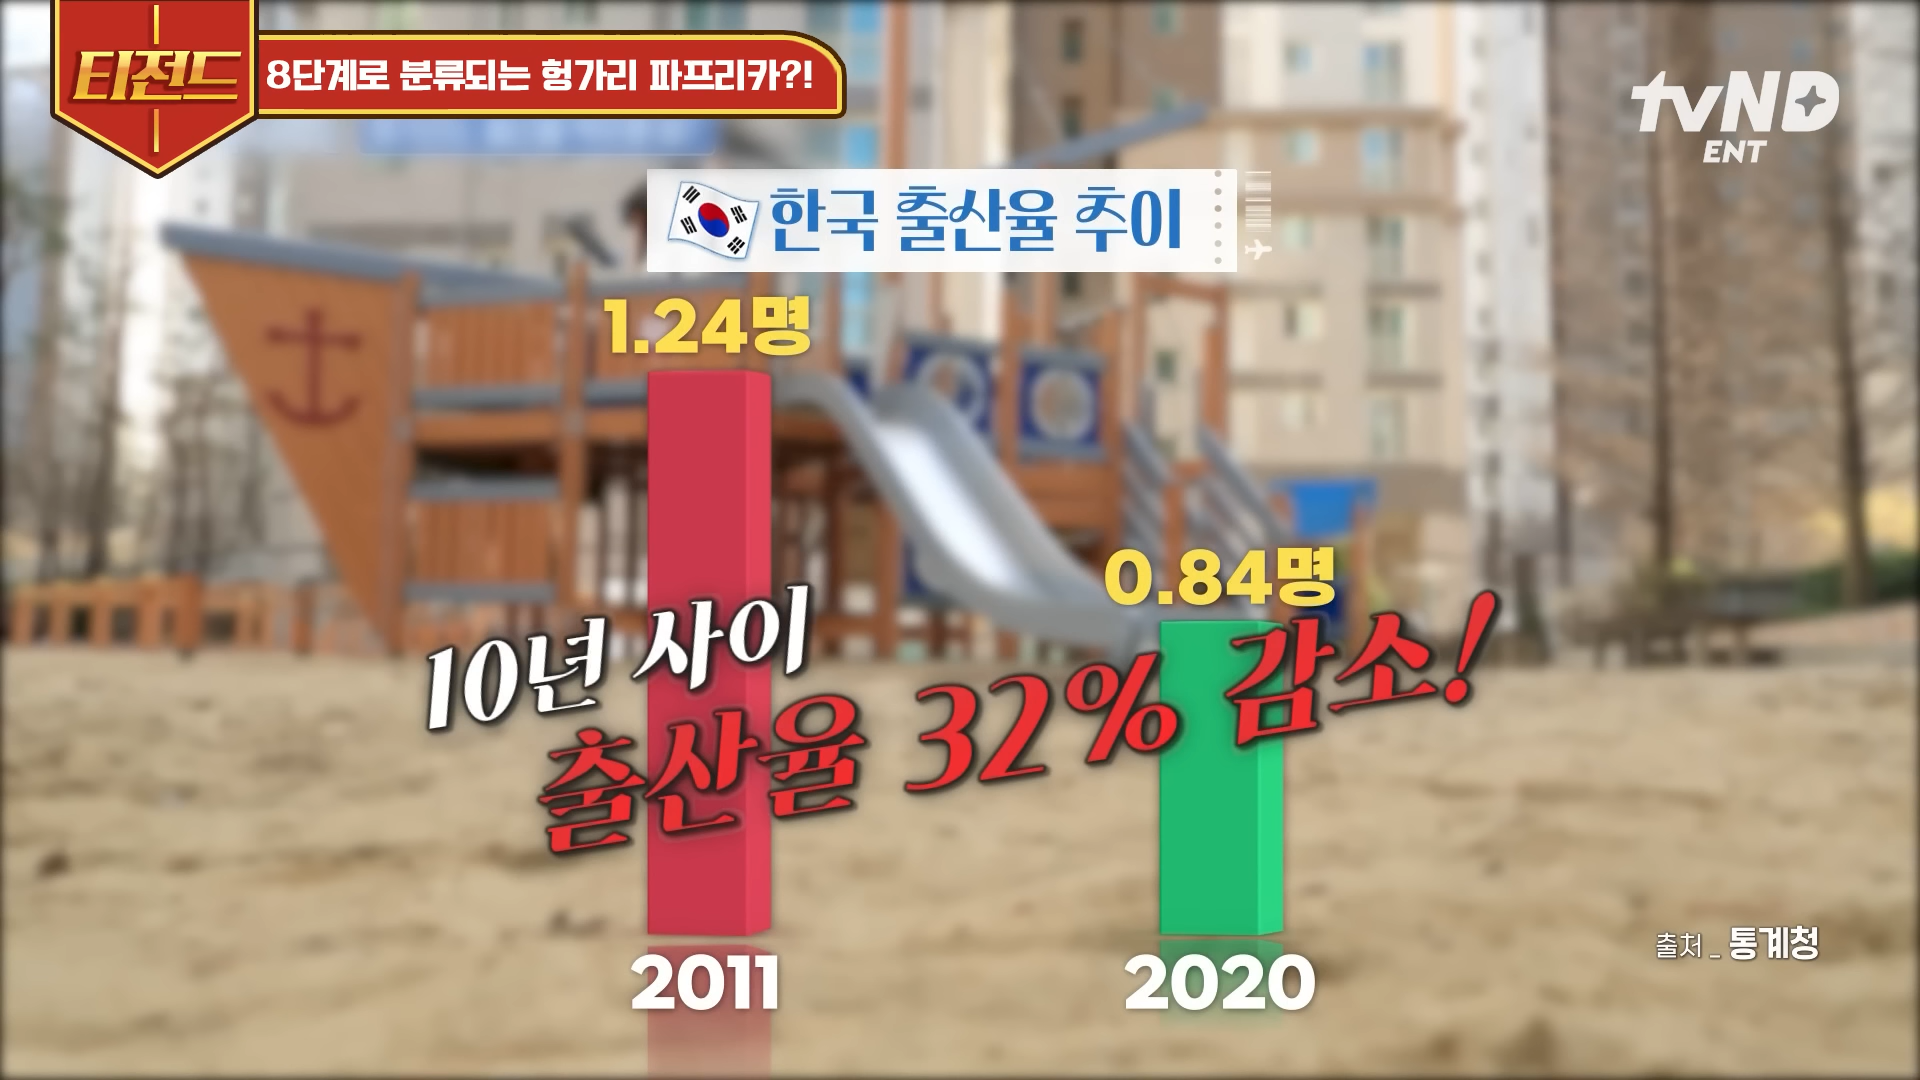 티전드
8단계로 분류되는 헝가리 파프리카?!
tvND
ENT
한국 출산율 추이
1.24명
0.84명
10년 사이
출산율 32% 감소!
2011
2020
출처 _ 통계청